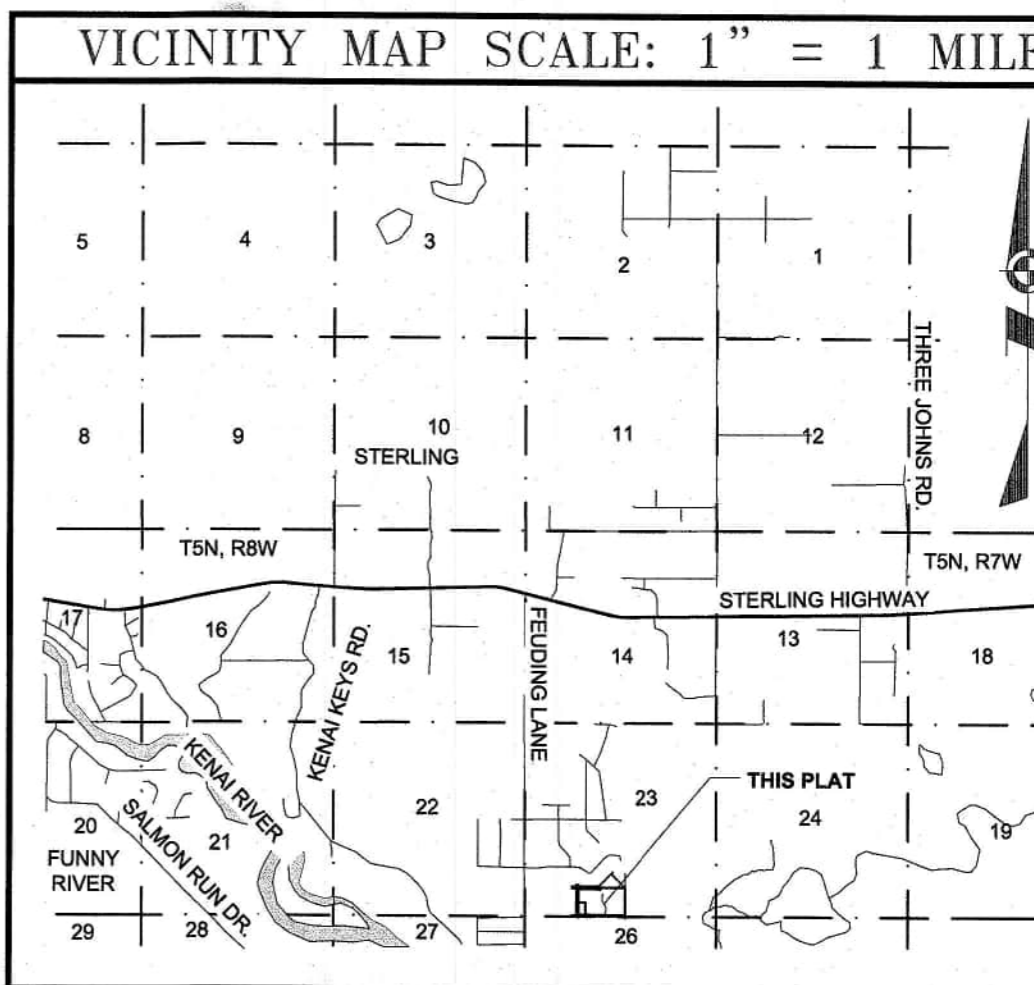 VICINITY MAP SCALE: 1" = 1 MILE
5
4
3
2
1
THREE JOHNS RD.
8
9
10
11
12
STERLING
T5N, R8W
T5N, R7W
STERLING HIGHWAY
17
16
15
FEUDING LANE
14
13
18
KENAI KEYS RD.
KENAI RIVER
THIS PLAT
20
SALMON RUN DR.
21
22
23
24
19
FUNNY
RIVER
29
28
27
26